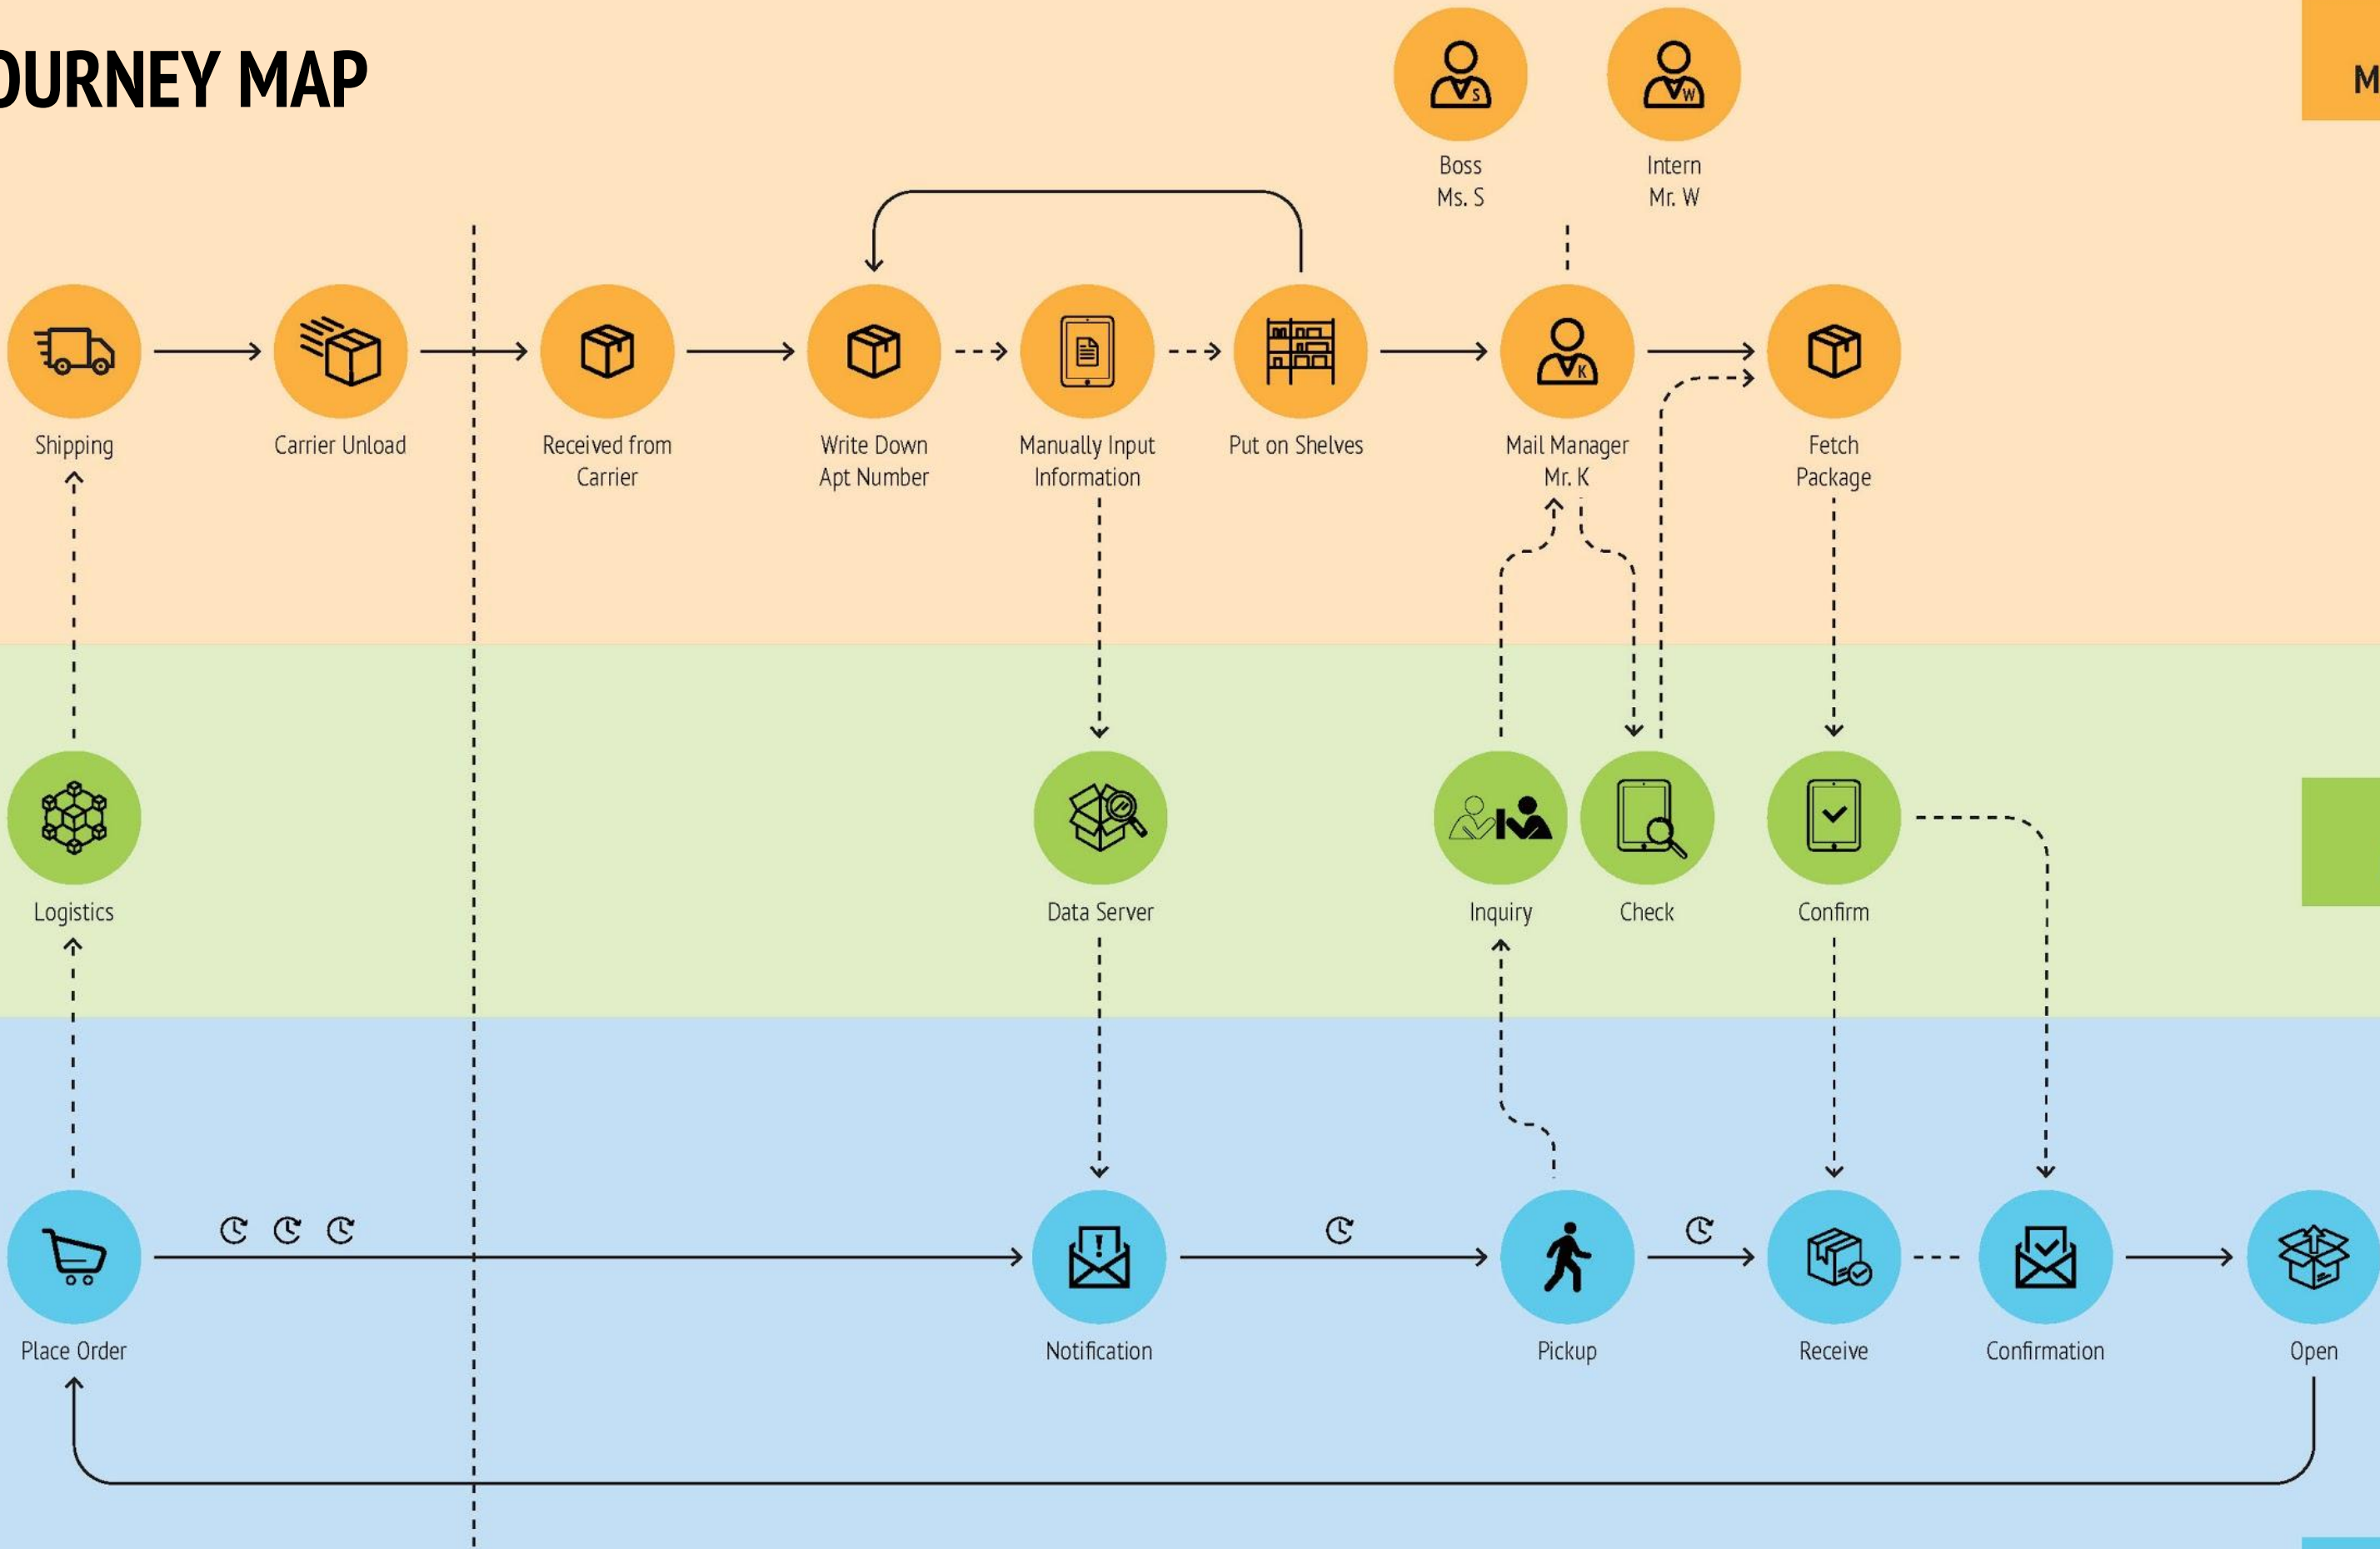 OURNEY MAP
M
Boss
Ms. S
Intern
Mr. W
S
W
K
Shipping
Carrier Unload
Received from
Carrier
Write Down
Apt Number
Manually Input
Information
Put on Shelves
Mail Manager
Mr. K
Fetch
Package
Logistics
Data Server
Inquiry
Check
Confirm
Place Order
Notification
Pickup
Receive
Confirmation
Open